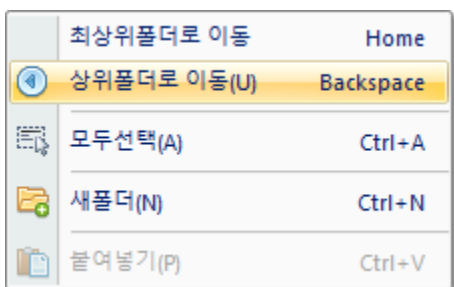 최상위폴더로 이동 Home
상위폴더로 이동(U) Backspace
모두선택(A) Ctrl+A
새폴더(N) Ctrl+N
붙여넣기(P) Ctrl+V